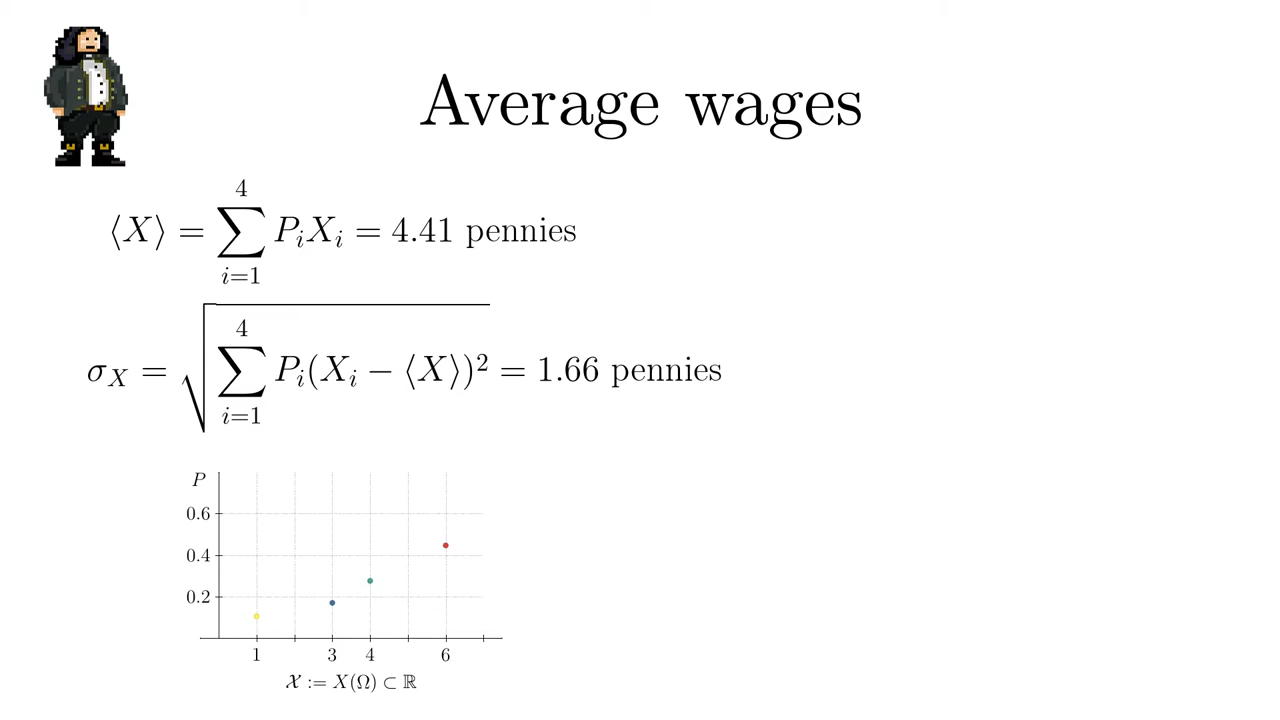 Average wages
⟨X⟩ = ∑_{i=1}^{4} P_i X_i = 4.41 pennies
σ_X = √(∑_{i=1}^{4} P_i(X_i − ⟨X⟩)²) = 1.66 pennies
P
0.6
0.4
0.2
1 3 4 6
𝒳 := X(Ω) ⊂ ℝ